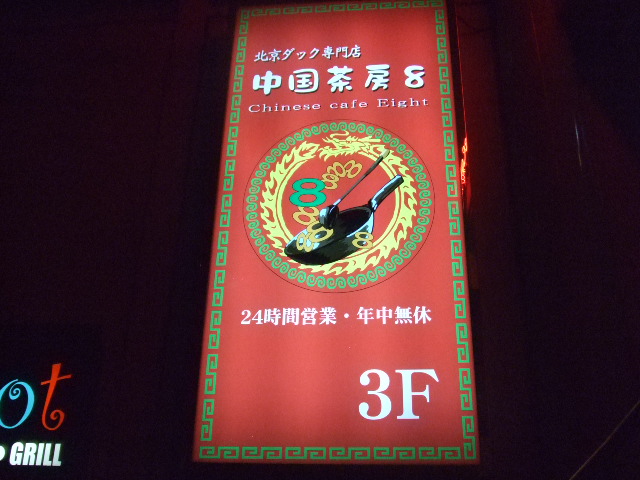 北京ダック専門店
中国茶房8
Chinese cafe Eight
8
24時間営業・年中無休
3F
ot
GRILL